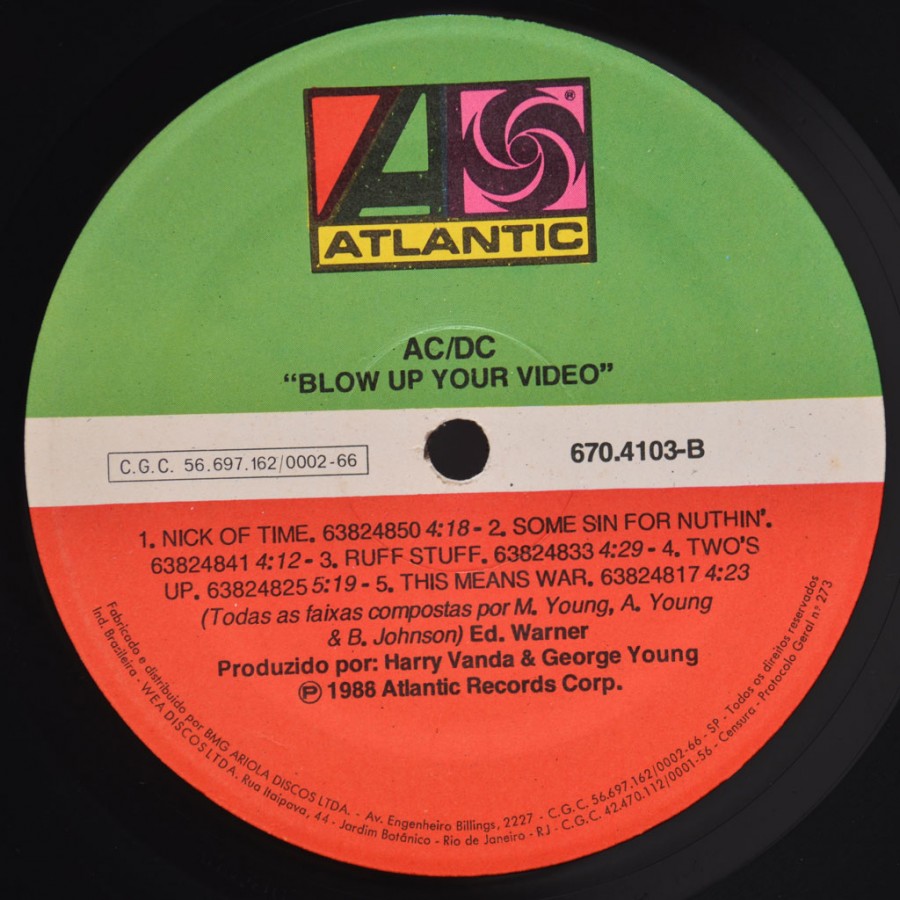 ®
ATLANTIC
AC/DC
“BLOW UP YOUR VIDEO”
C.G.C. 56.697.162/0002-66
670.4103-B
1. NICK OF TIME. 63824850 4:18 - 2. SOME SIN FOR NUTHIN'.
63824841 4:12 - 3. RUFF STUFF. 63824833 4:29 - 4. TWO'S
UP. 63824825 5:19 - 5. THIS MEANS WAR. 63824817 4:23
(Todas as faixas compostas por M. Young, A. Young
& B. Johnson) Ed. Warner
Produzido por: Harry Vanda & George Young
℗ 1988 Atlantic Records Corp.
Fabricado e distribuído por BMG ARIOLA DISCOS LTDA. - Av. Engenheiro Billings, 2227 - C.G.C. 56.697.162/0002-66 - SP - Todos os direitos reservados
Ind. Brasileira - WEA DISCOS LTDA. Rua Itaipava, 44 - Jardim Botânico - Rio de Janeiro - RJ - C.G.C. 42.470.112/0001-56 - Censura - Protocolo Geral nº 273